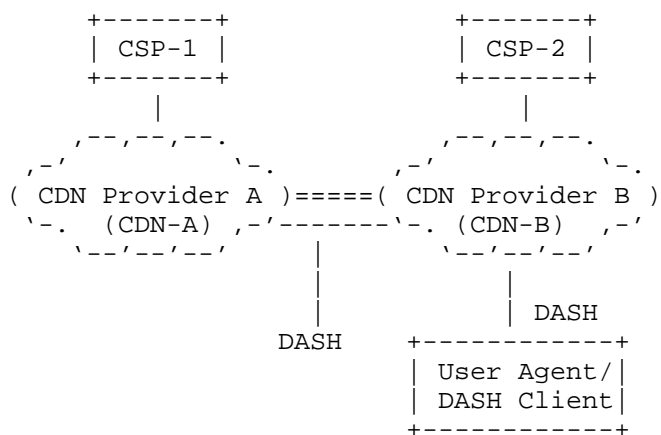 CSP-1 CSP-2
( CDN Provider A )=====( CDN Provider B )
(CDN-A) (CDN-B)
DASH
DASH
User Agent/
DASH Client